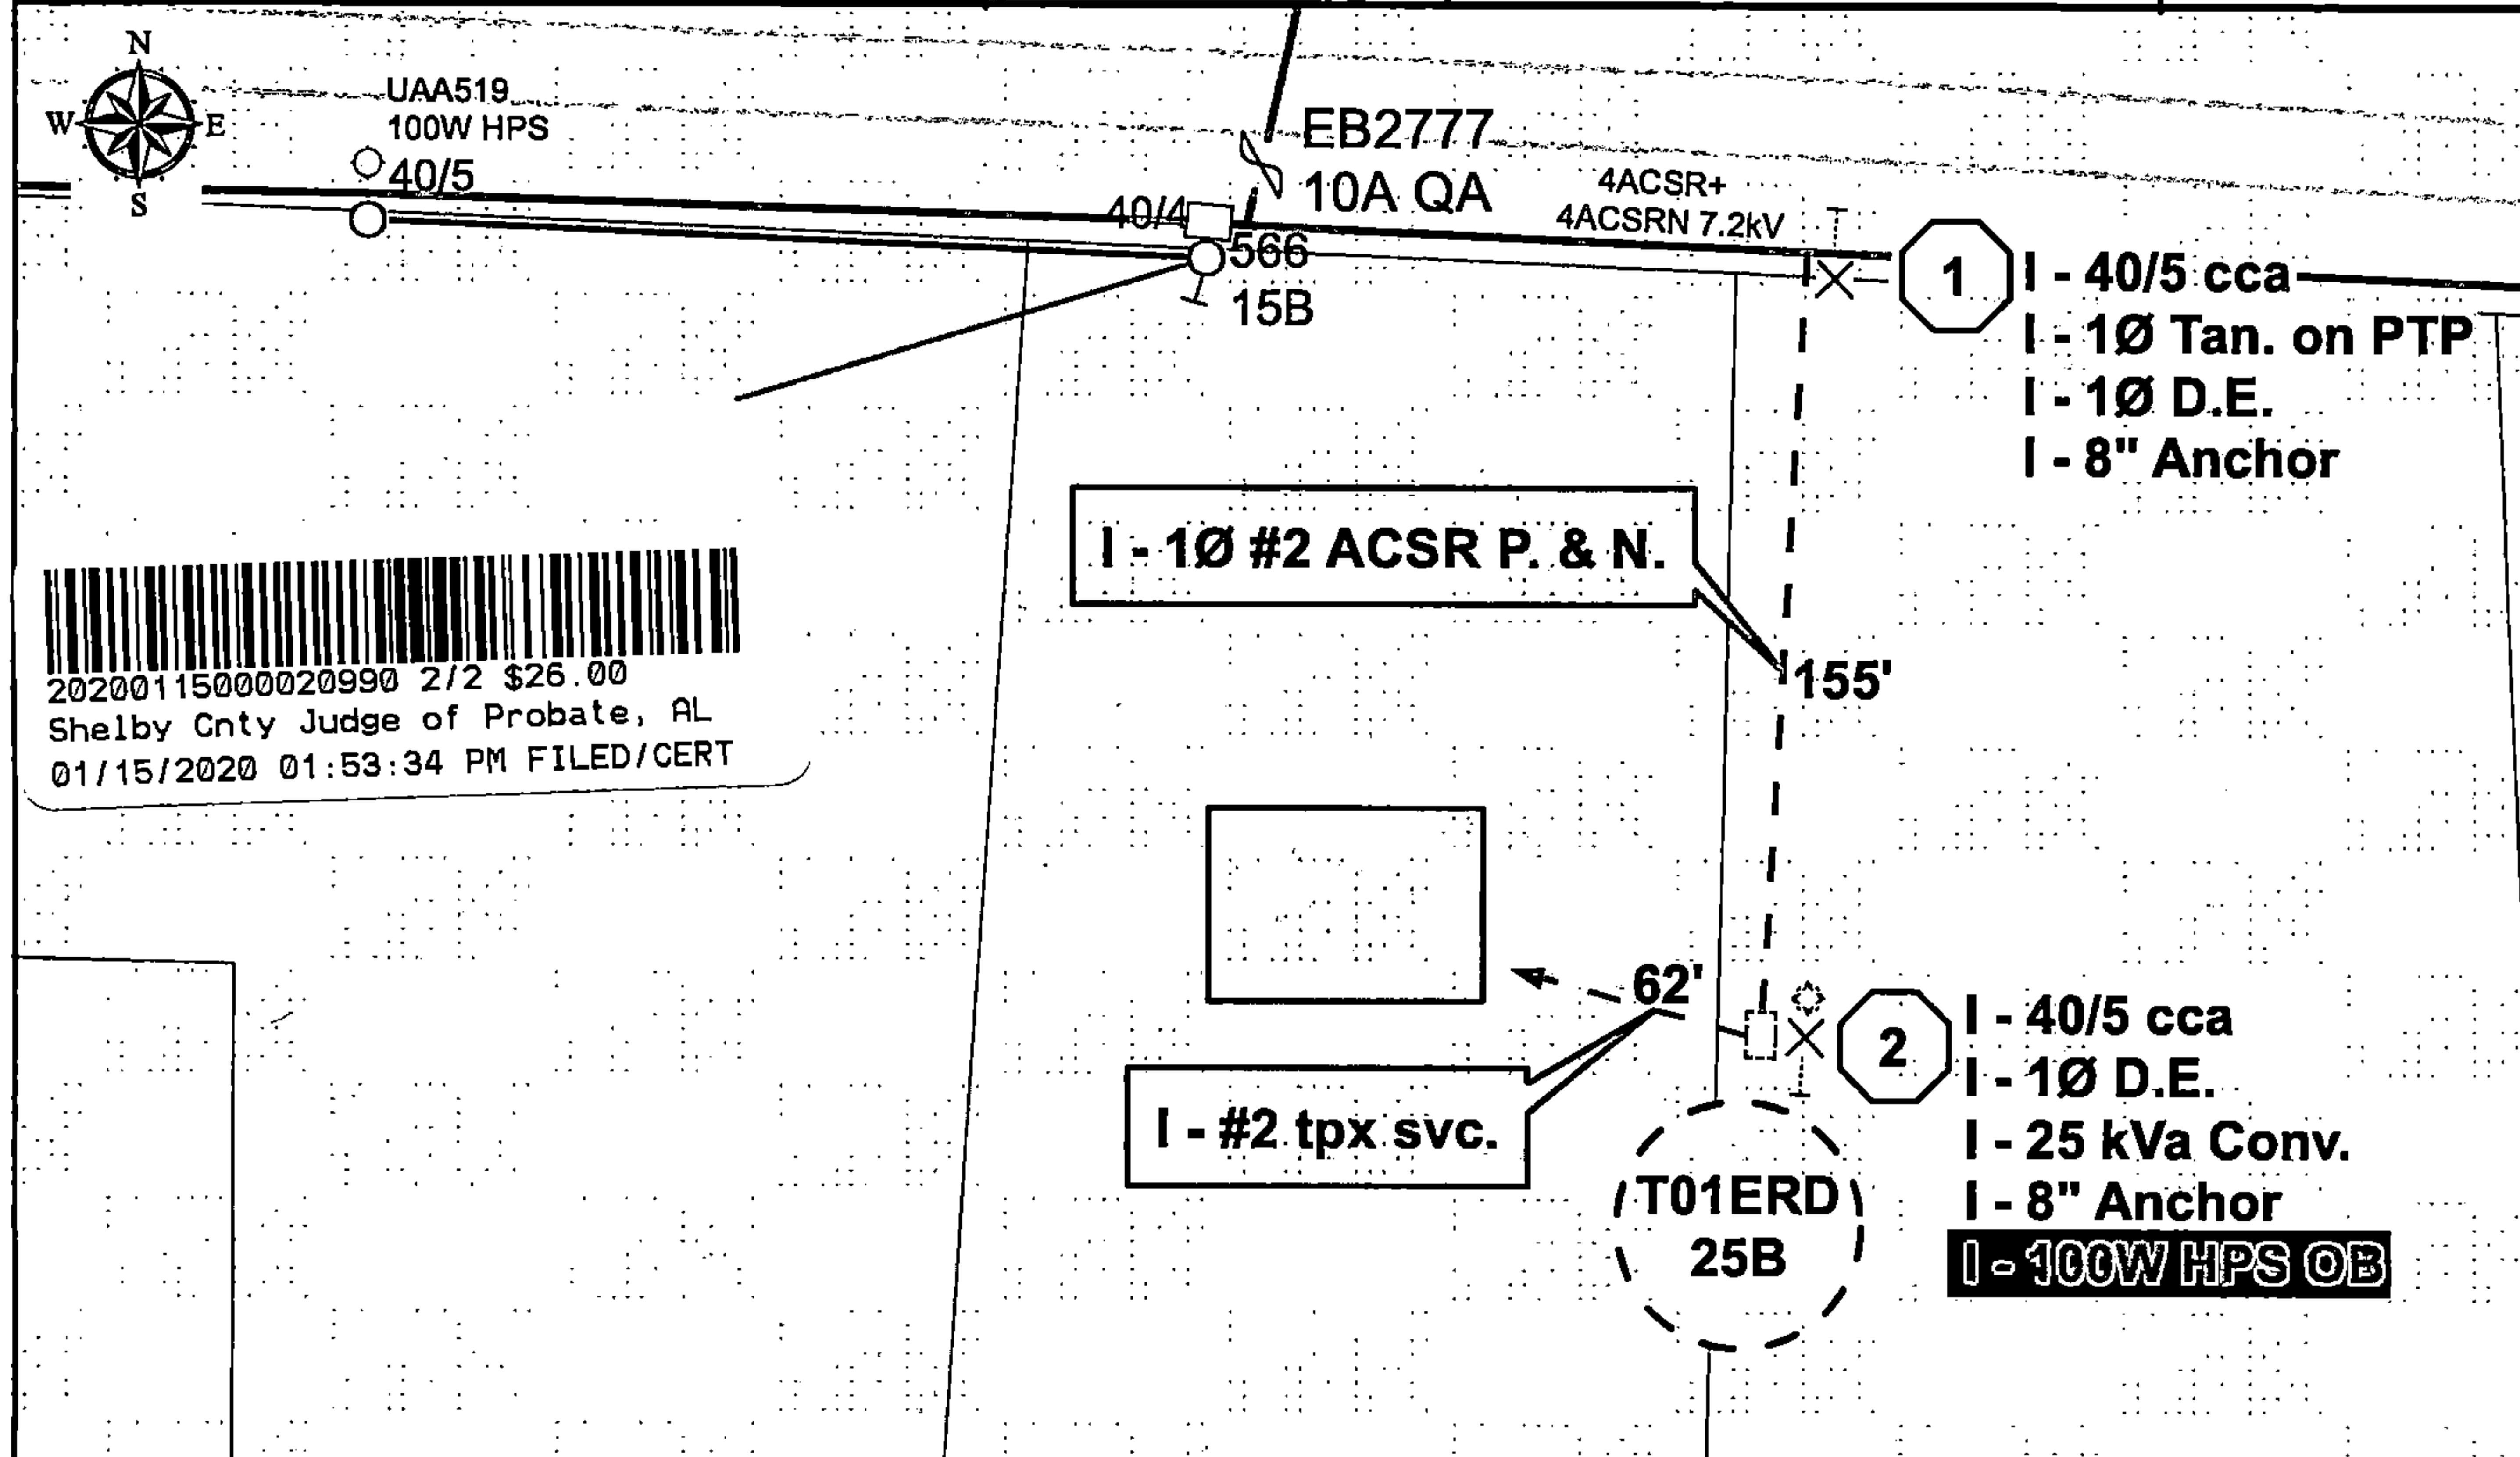 N
W E
S
UAA519
100W HPS
40/5
EB2777
10A QA
40/4
566
15B
4ACSR+
4ACSRN 7.2kV
1
I - 40/5 cca
I - 1Ø Tan. on PTP
I - 1Ø D.E.
I - 8" Anchor
I - 1Ø #2 ACSR P. & N.
155'
20200115000020990 2/2 $26.00
Shelby Cnty Judge of Probate, AL
01/15/2020 01:53:34 PM FILED/CERT
62'
I - #2 tpx svc.
2
I - 40/5 cca
I - 1Ø D.E.
I - 25 kVa Conv.
I - 8" Anchor
I - 100W HPS OB
T01ERD
25B